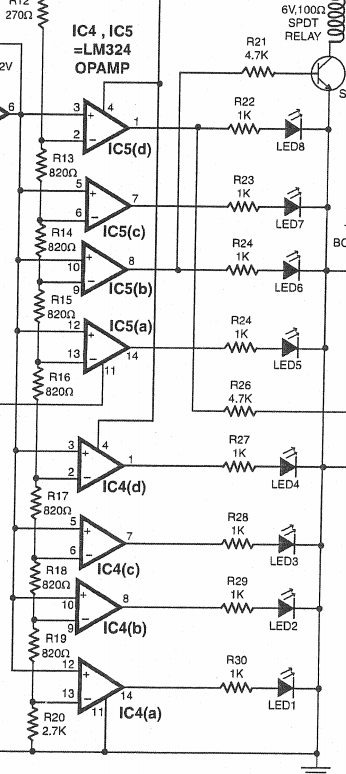 R12
270Ω
IC4 , IC5
=LM324
OPAMP
6V,100Ω
SPDT
RELAY
R21
4.7K
2V
6
3
4
+
−
2
1
IC5(d)
R22
1K
LED8
S
R13
820Ω
5
+
−
6
7
IC5(c)
R23
1K
LED7
R14
820Ω
+
10
−
9
8
IC5(b)
R24
1K
LED6
BO
R15
820Ω
12
+
IC5(a)
13
−
14
11
R24
1K
LED5
R16
820Ω
R26
4.7K
3
4
+
2
−
1
IC4(d)
R27
1K
LED4
R17
820Ω
5
+
6
−
7
IC4(c)
R28
1K
LED3
R18
820Ω
+
10
−
9
8
IC4(b)
R29
1K
LED2
R19
820Ω
12
+
13
−
14
11
IC4(a)
R30
1K
LED1
R20
2.7K